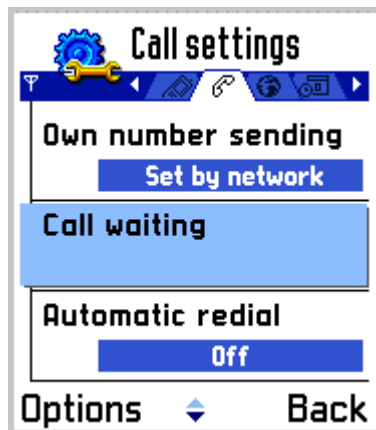 Call settings
Own number sending
Set by network
Call waiting
Automatic redial
Off
Options
Back